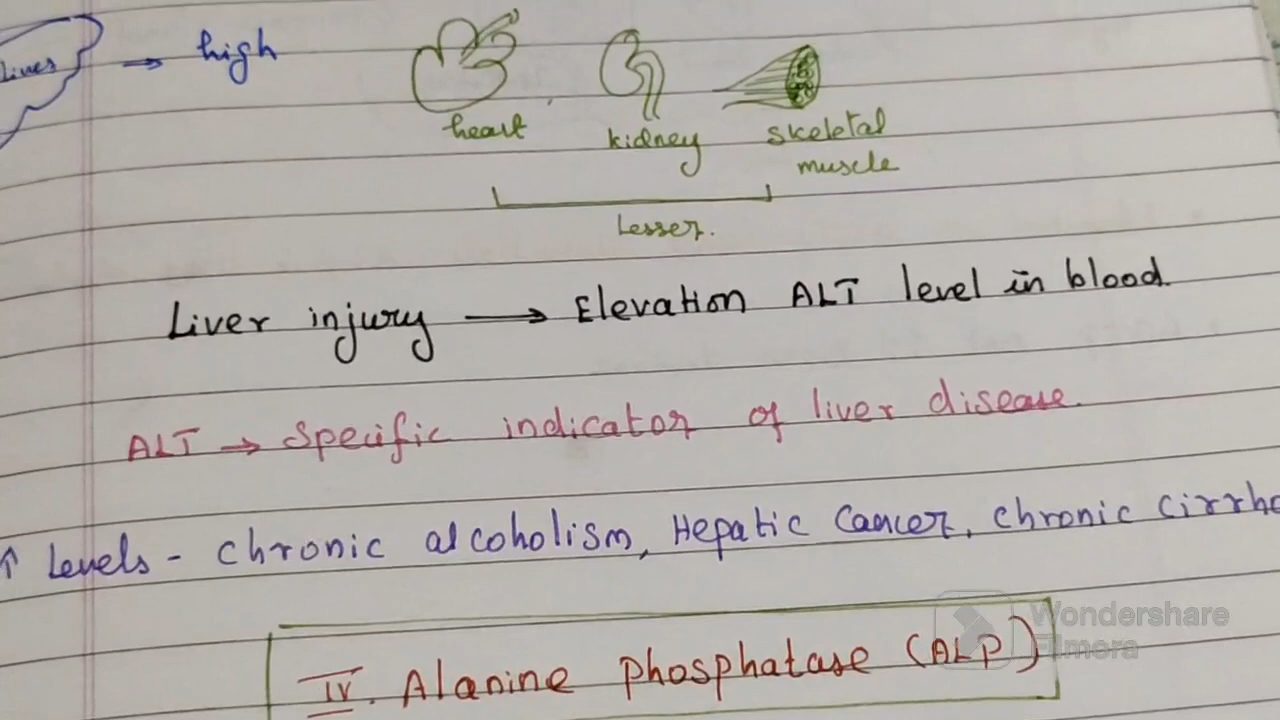 Liver → high
heart kidney skeletal
muscle
Lesser.
Liver injury → Elevation ALT level in blood.
ALT → Specific indicator of liver disease.
↑ Levels - chronic alcoholism, Hepatic Cancer, chronic cirrho
IV. Alanine phosphatase (ALP)
Wondershare
Filmora